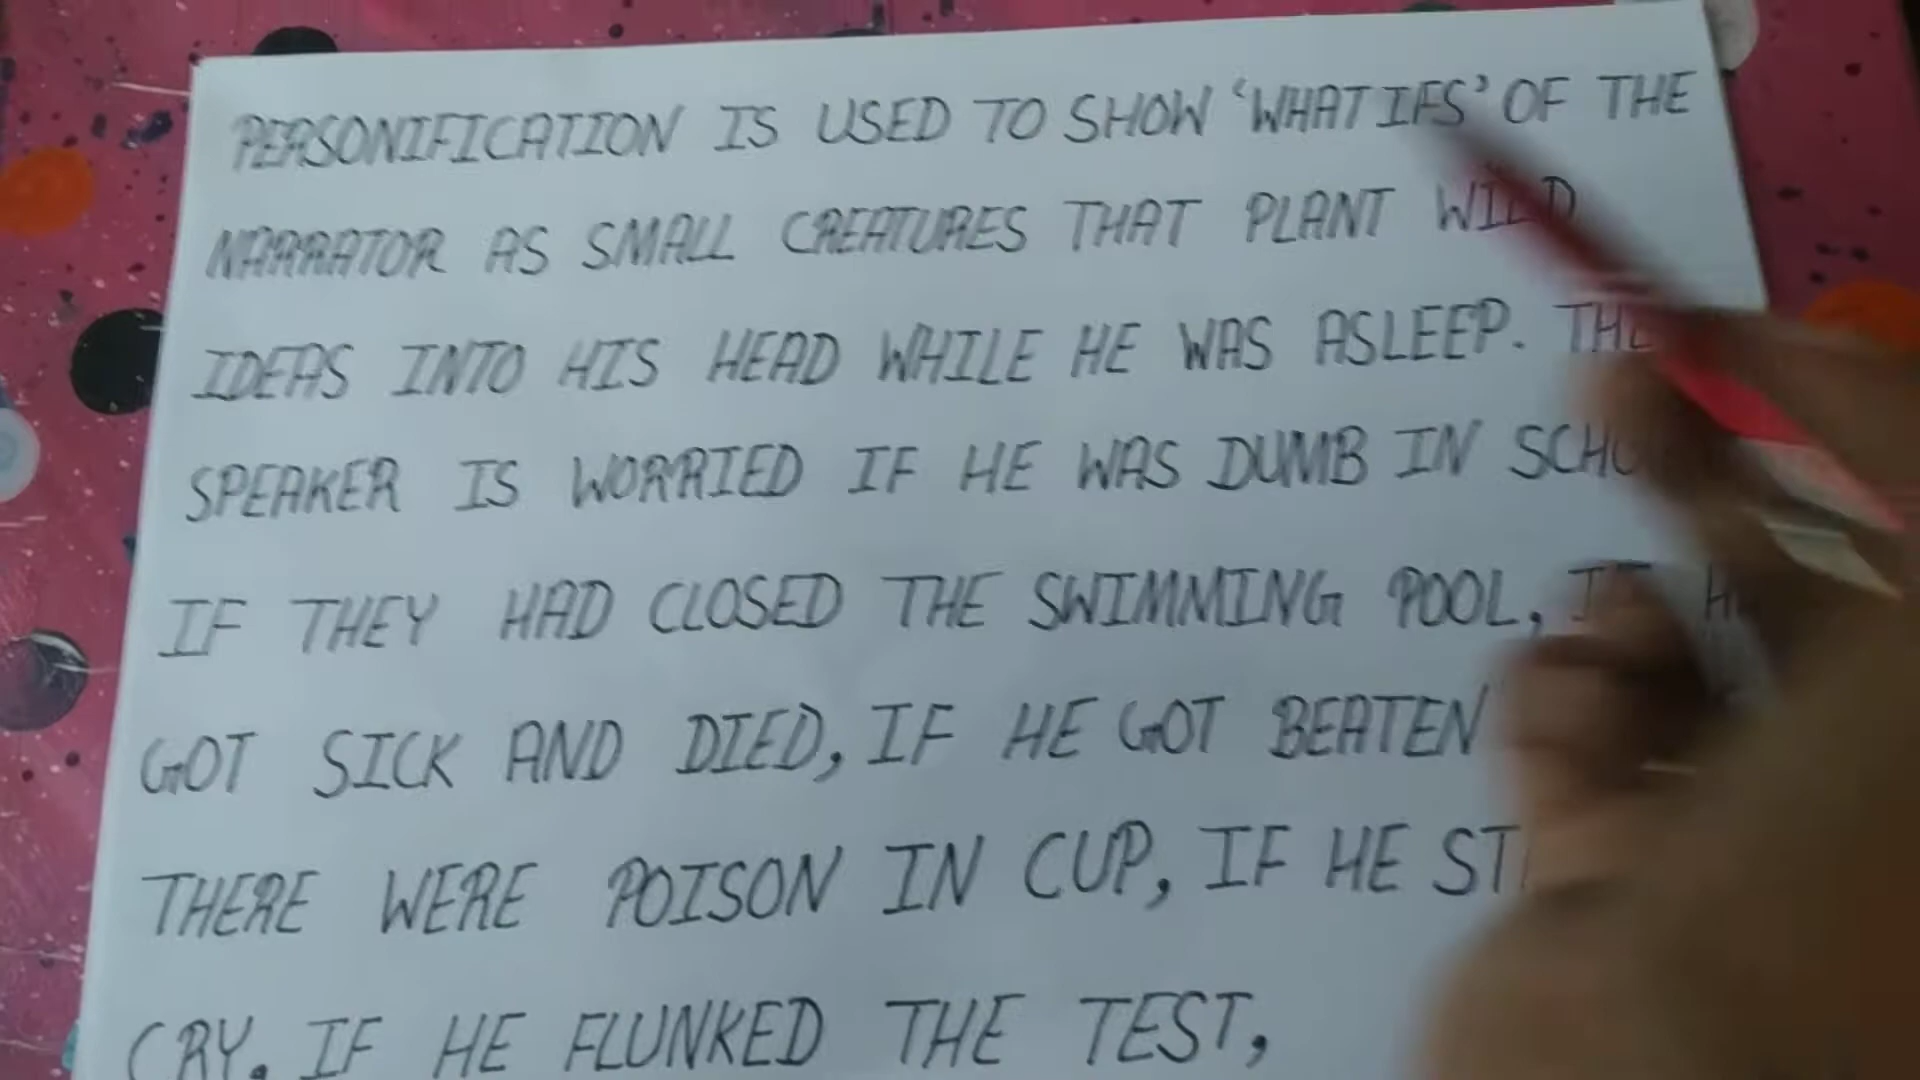 PERSONIFICATION IS USED TO SHOW 'WHAT IFS' OF THE
NARRATOR AS SMALL CREATURES THAT PLANT WILD
IDEAS INTO HIS HEAD WHILE HE WAS ASLEEP. THE
SPEAKER IS WORRIED IF HE WAS DUMB IN
IF THEY HAD CLOSED THE SWIMMING POOL,
GOT SICK AND DIED, IF HE GOT BEATEN
THERE WERE POISON IN CUP, IF HE
CRY. IF HE FLUNKED THE TEST,